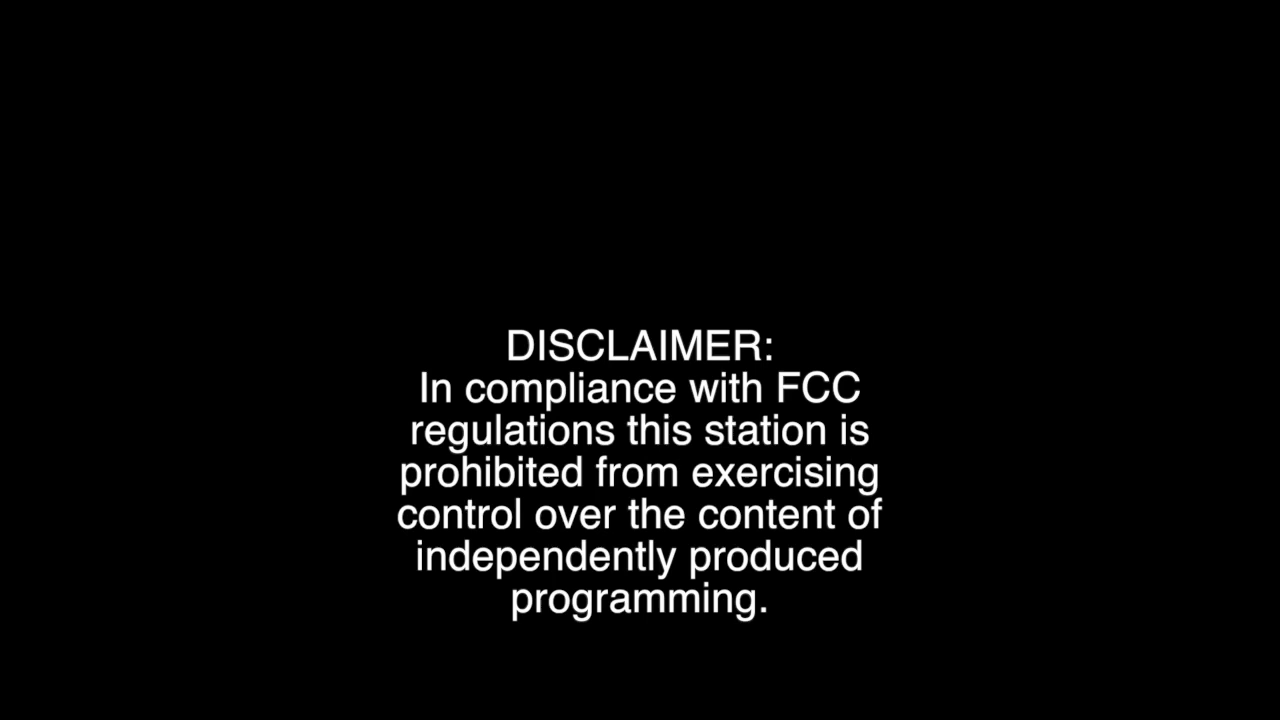 DISCLAIMER:
In compliance with FCC
regulations this station is
prohibited from exercising
control over the content of
independently produced
programming.